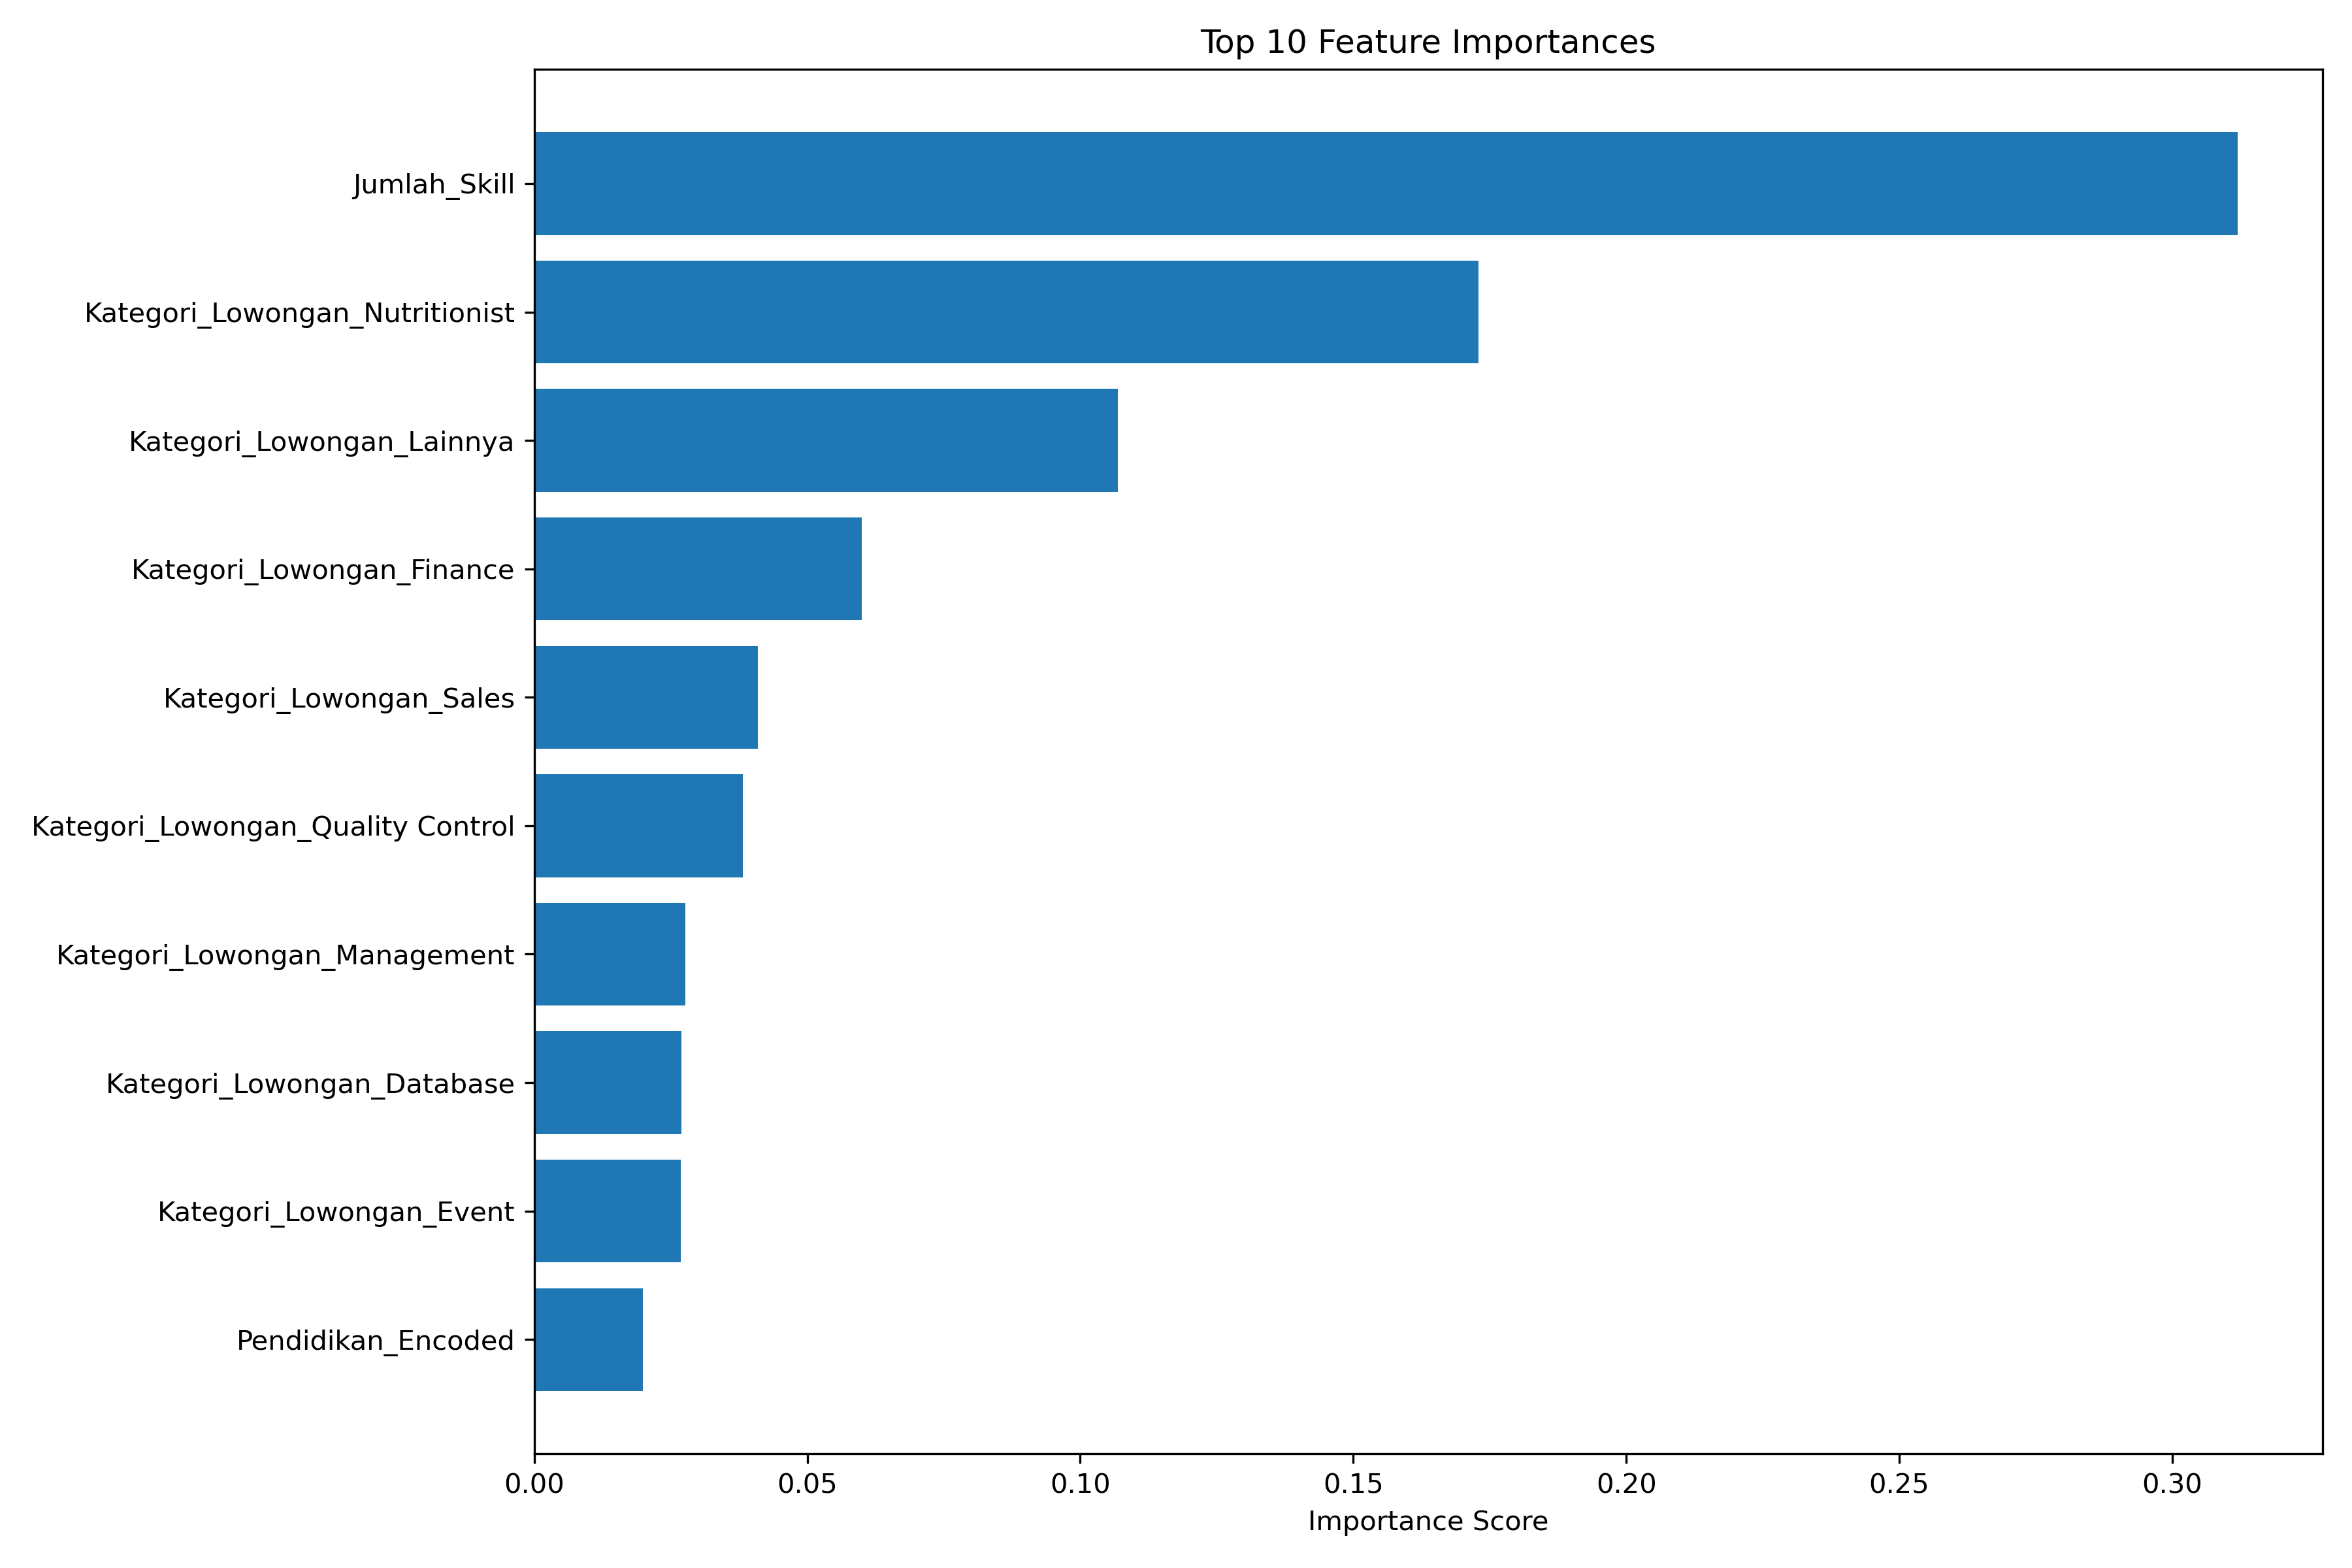 Top 10 Feature Importances
Jumlah_Skill
Kategori_Lowongan_Nutritionist
Kategori_Lowongan_Lainnya
Kategori_Lowongan_Finance
Kategori_Lowongan_Sales
Kategori_Lowongan_Quality Control
Kategori_Lowongan_Management
Kategori_Lowongan_Database
Kategori_Lowongan_Event
Pendidikan_Encoded
0.00 0.05 0.10 0.15 0.20 0.25 0.30
Importance Score